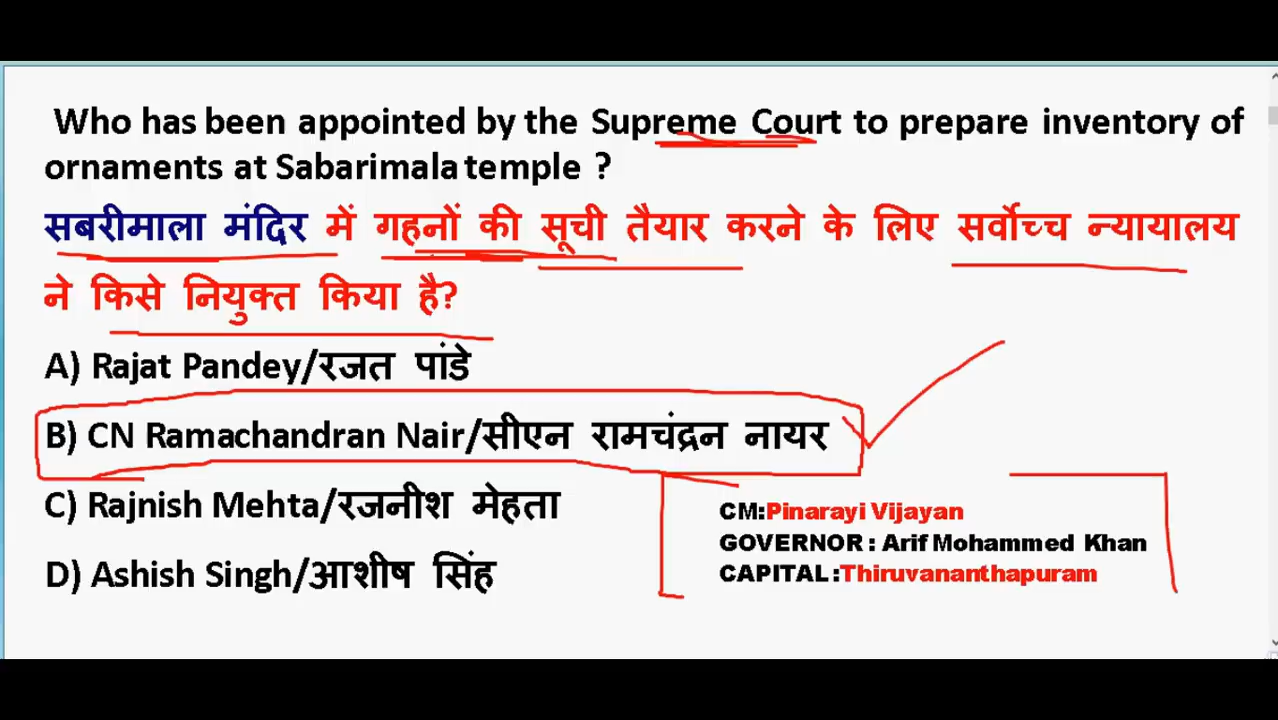 Who has been appointed by the Supreme Court to prepare inventory of
ornaments at Sabarimala temple ?
सबरीमाला मंदिर में गहनों की सूची तैयार करने के लिए सर्वोच्च न्यायालय
ने किसे नियुक्त किया है?
A) Rajat Pandey/रजत पांडे
B) CN Ramachandran Nair/सीएन रामचंद्रन नायर
C) Rajnish Mehta/रजनीश मेहता
D) Ashish Singh/आशीष सिंह
CM:Pinarayi Vijayan
GOVERNOR : Arif Mohammed Khan
CAPITAL :Thiruvananthapuram